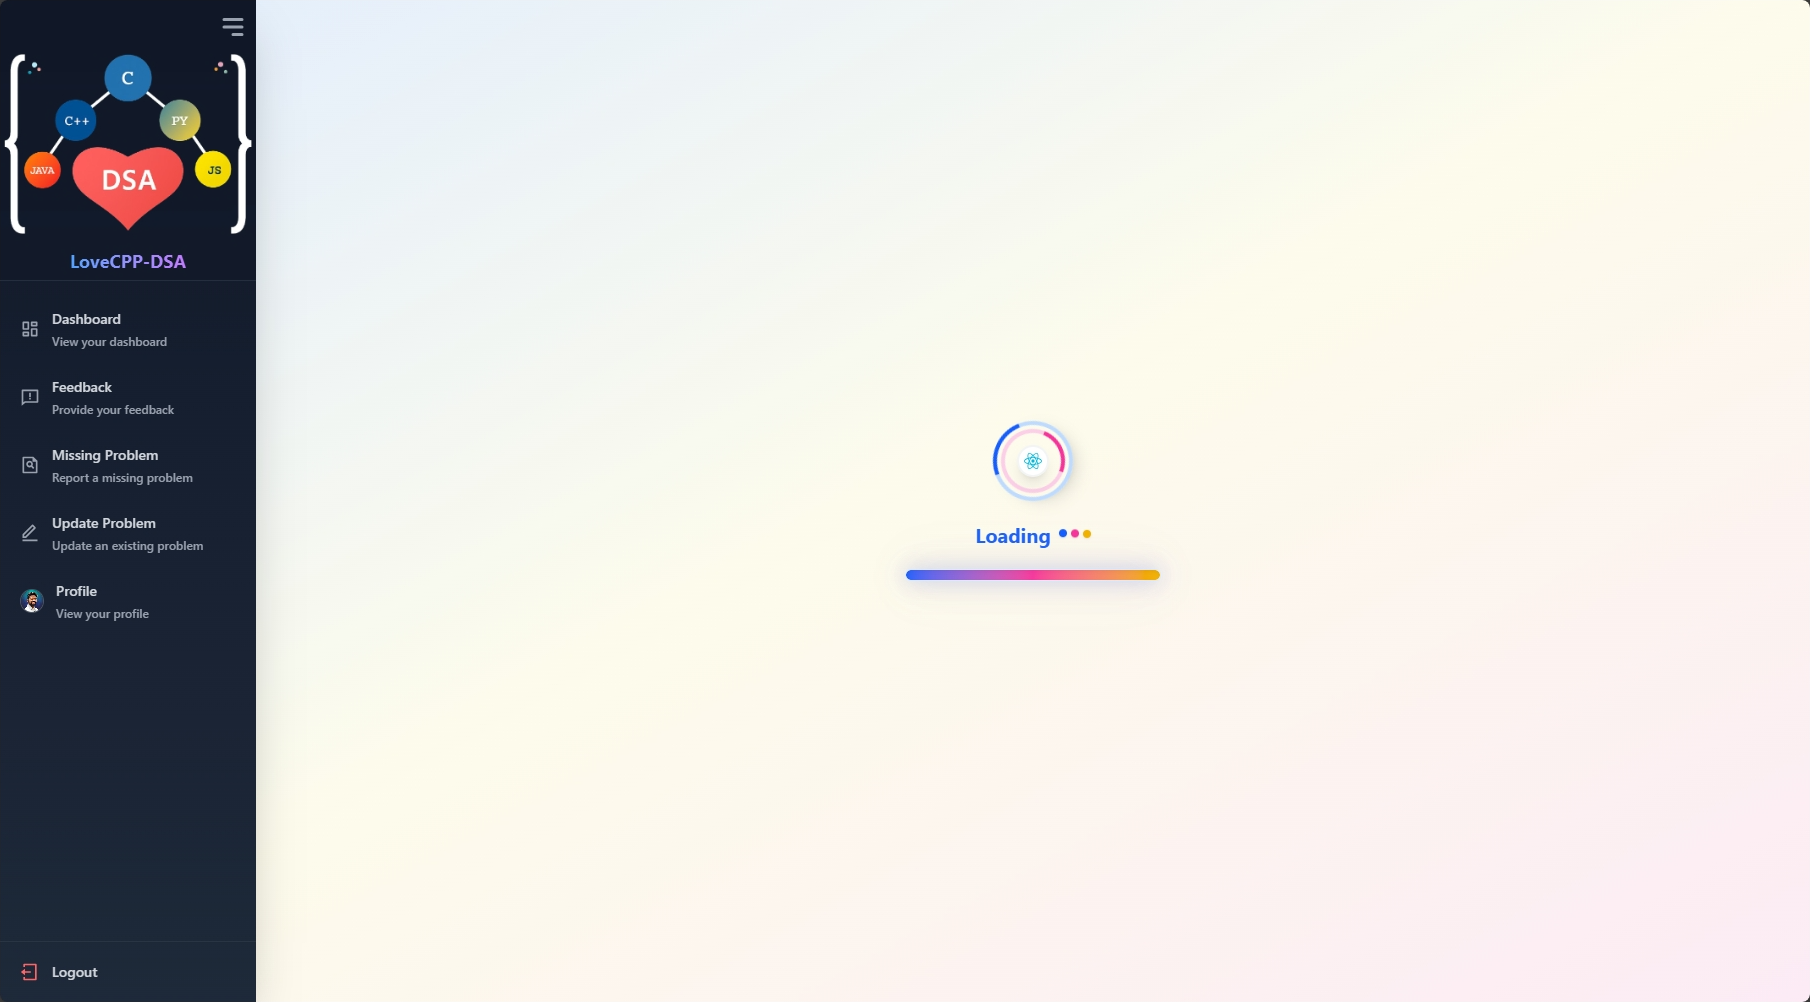 C
C++
PY
JAVA
DSA
JS
LoveCPP-DSA
Dashboard
View your dashboard
Feedback
Provide your feedback
Missing Problem
Report a missing problem
Update Problem
Update an existing problem
Profile
View your profile
Logout
Loading